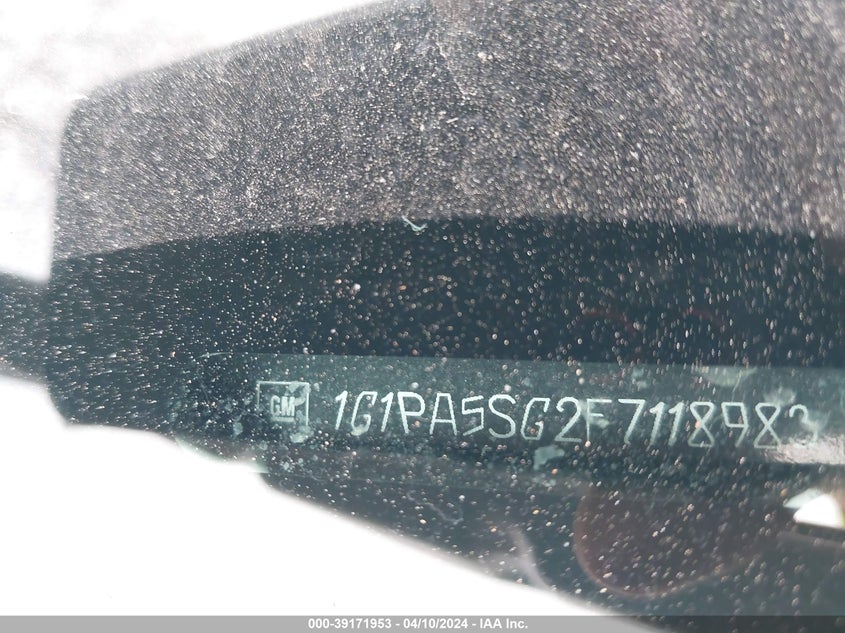 GM 1G1PA5SG2F7118983
000-39171953 - 04/10/2024 - IAA Inc.